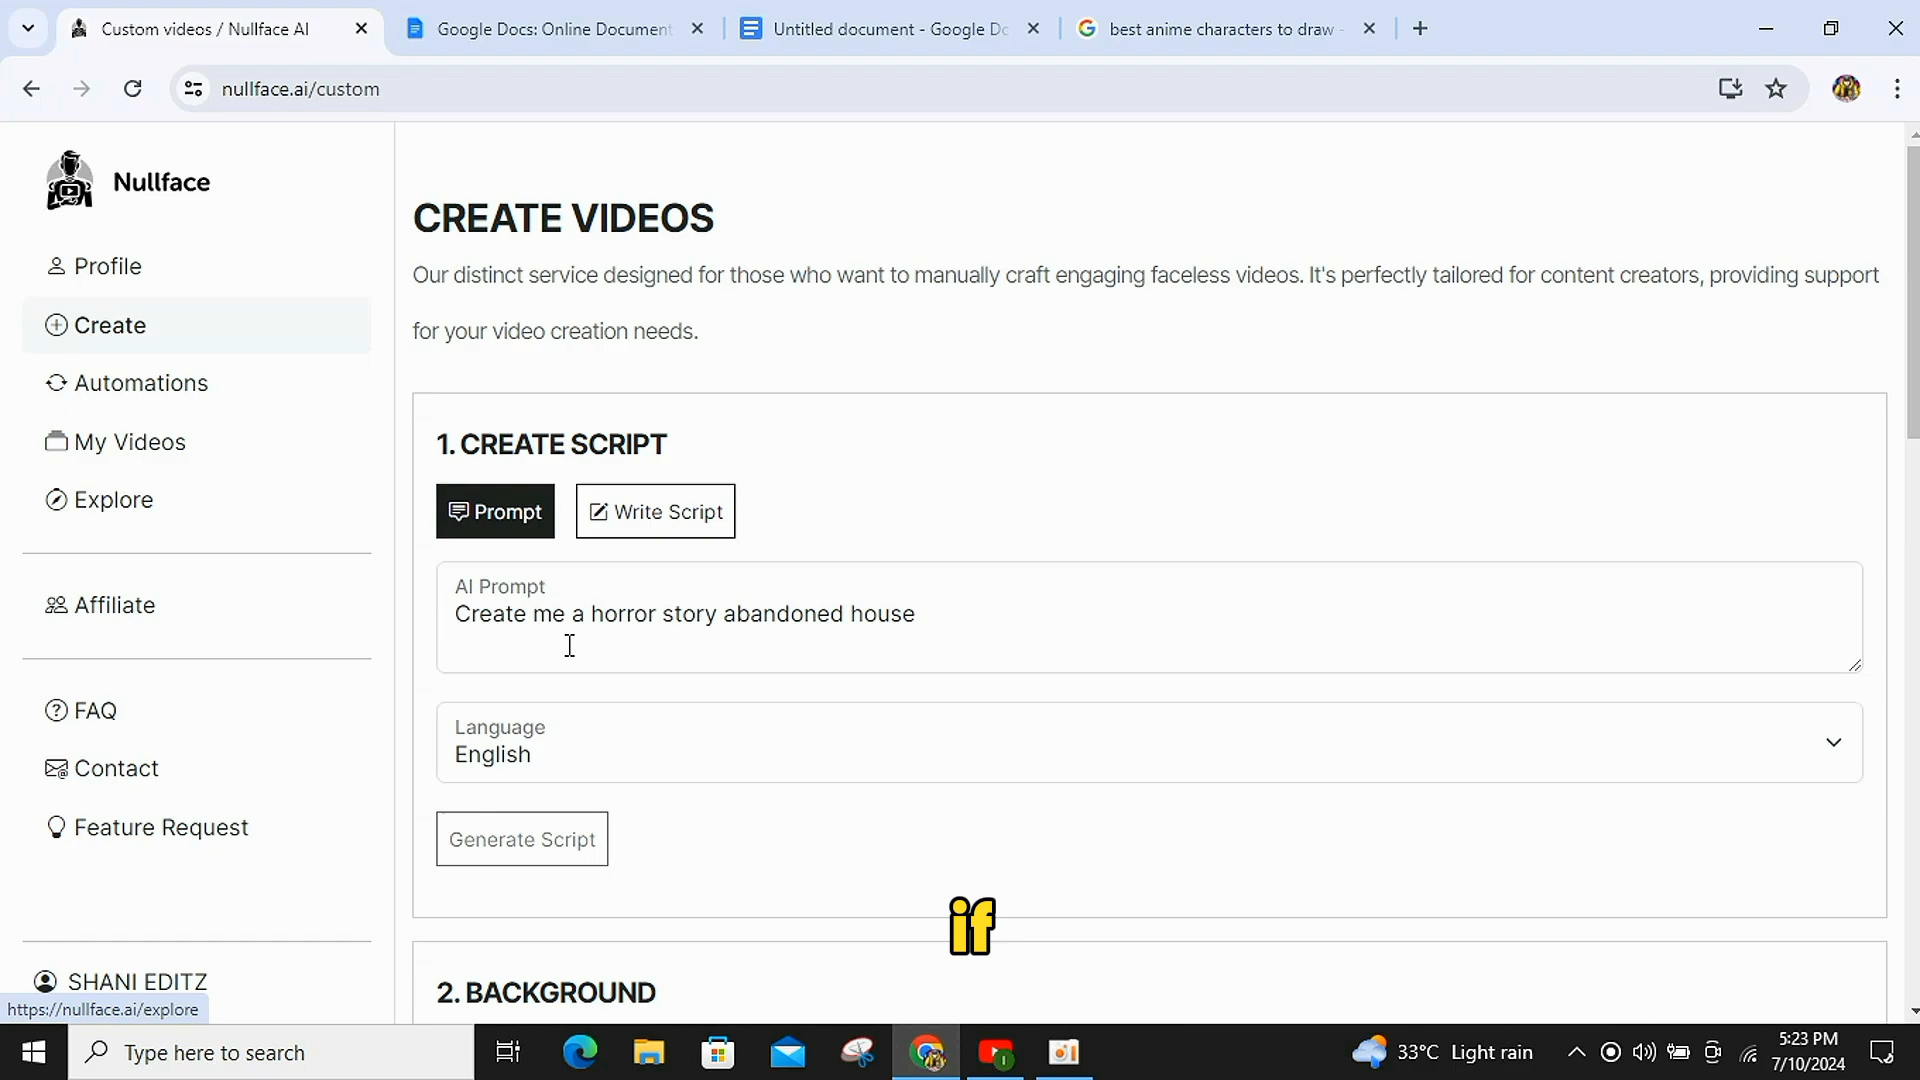 Custom videos / Nullface AI
Google Docs: Online Document
Untitled document - Google Do
best anime characters to draw -
nullface.ai/custom
Nullface
Profile
Create
Automations
My Videos
Explore
Affiliate
FAQ
Contact
Feature Request
SHANI EDITZ
https://nullface.ai/explore
CREATE VIDEOS
Our distinct service designed for those who want to manually craft engaging faceless videos. It's perfectly tailored for content creators, providing support
for your video creation needs.
1. CREATE SCRIPT
Prompt
Write Script
AI Prompt
Create me a horror story abandoned house
Language
English
Generate Script
if
2. BACKGROUND
Type here to search
33°C Light rain
5:23 PM
7/10/2024